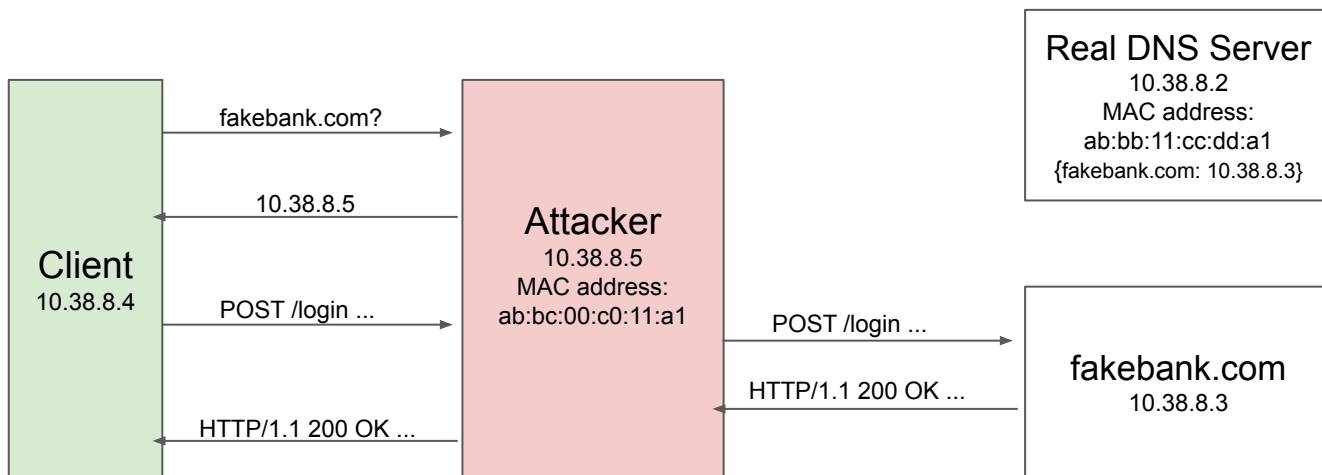 Real DNS Server
10.38.8.2
MAC address:
ab:bb:11:cc:dd:a1
{fakebank.com: 10.38.8.3}
fakebank.com?
10.38.8.5
Client
10.38.8.4
Attacker
10.38.8.5
MAC address:
ab:bc:00:c0:11:a1
POST /login ...
HTTP/1.1 200 OK ...
POST /login ...
HTTP/1.1 200 OK ...
fakebank.com
10.38.8.3